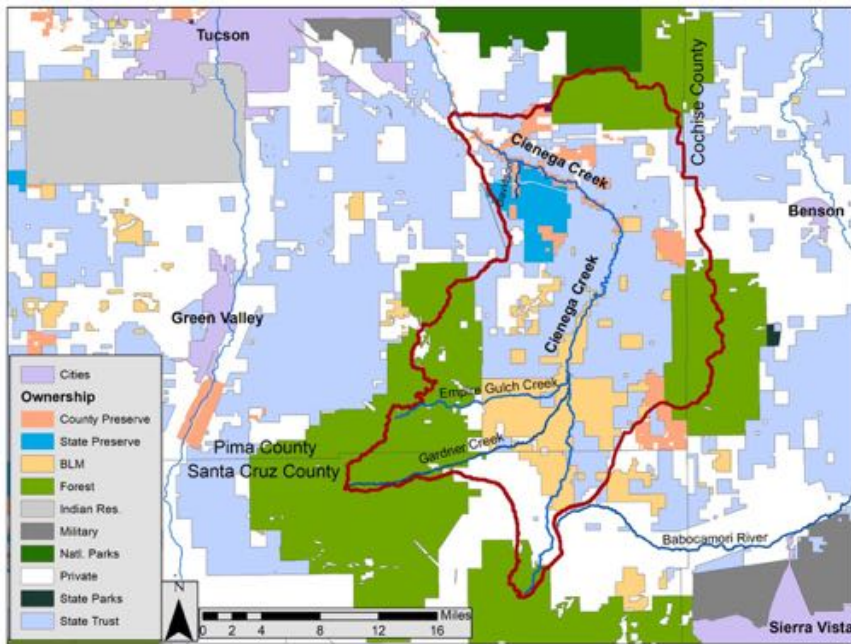 Tucson
Cochise County
Cienega Creek
Benson
Cienega Creek
Green Valley
Empire Gulch Creek
Gardner Creek
Pima County
Santa Cruz County
Babocamori River
Sierra Vista
Cities
Ownership
County Preserve
State Preserve
BLM
Forest
Indian Res.
Military
Natl. Parks
Private
State Parks
State Trust
N
Miles
0 2 4 8 12 16